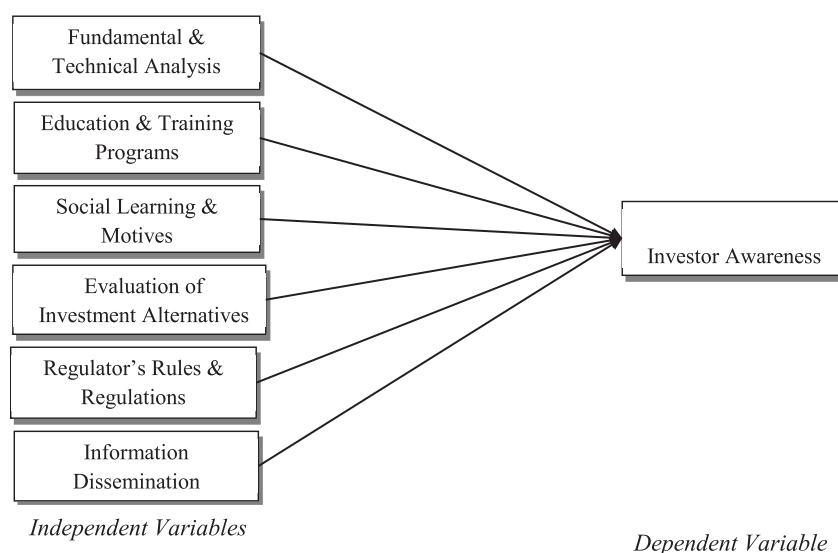 Fundamental &
Technical Analysis
Education & Training
Programs
Social Learning &
Motives
Evaluation of
Investment Alternatives
Regulator’s Rules &
Regulations
Information
Dissemination
Independent Variables
Investor Awareness
Dependent Variable